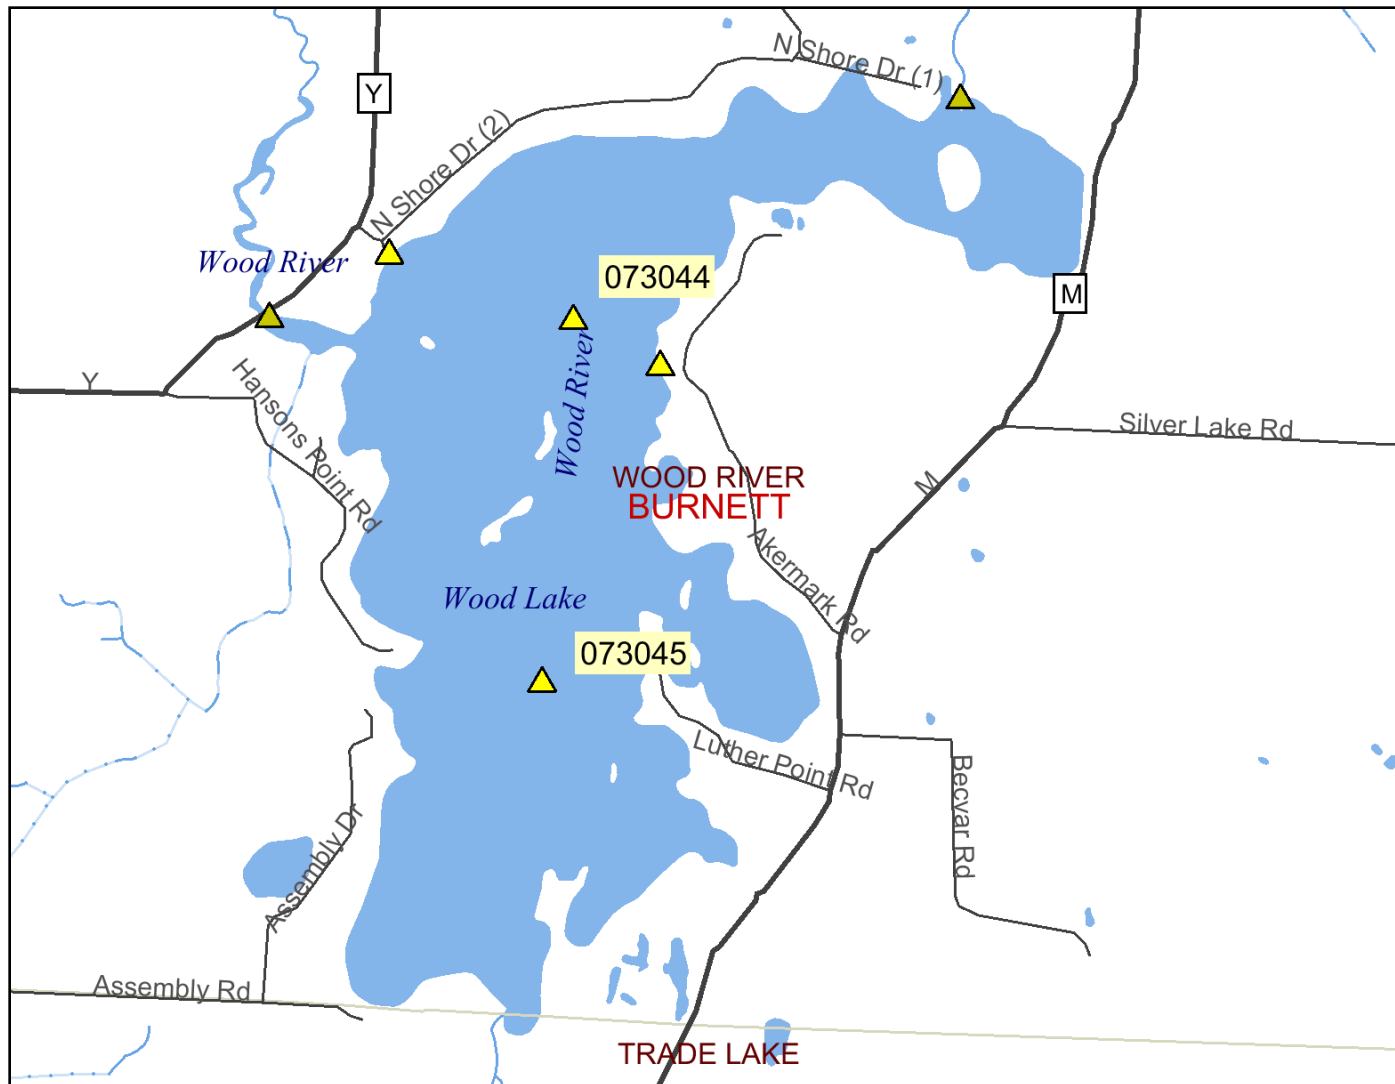 N Shore Dr (1)
Y
N Shore Dr (2)
Wood River
073044
M
Wood River
Y
Hansons Point Rd
Silver Lake Rd
WOOD RIVER
M
BURNETT
Akermark Rd
Wood Lake
073045
Luther Point Rd
Becvar Rd
Assembly Dr
Assembly Rd
TRADE LAKE